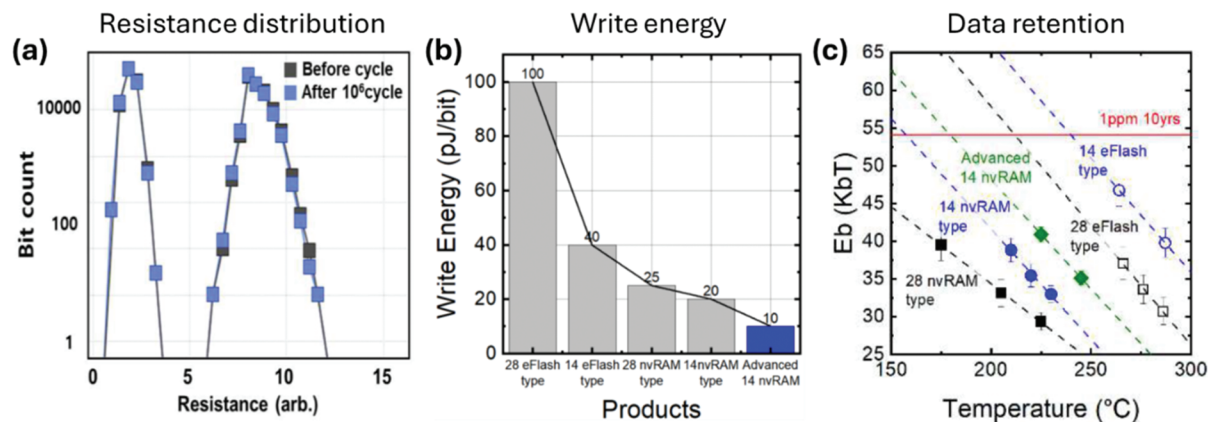 Resistance distribution
Write energy
Data retention
(a)
Before cycle
After 10⁶cycle
10000
100
1
Bit count
0
5
10
15
Resistance (arb.)
(b)
100
80
60
40
20
0
Write Energy (pJ/bit)
100
40
25
20
10
28 eFlash
type
14 eFlash
type
28 nvRAM
type
14nvRAM
type
Advanced
14 nvRAM
Products
(c)
65
60
55
50
45
40
35
30
25
Eb (KbT)
1ppm 10yrs
14 eFlash
type
Advanced
14 nvRAM
14 nvRAM
type
28 eFlash
type
28 nvRAM
type
150
200
250
300
Temperature (°C)